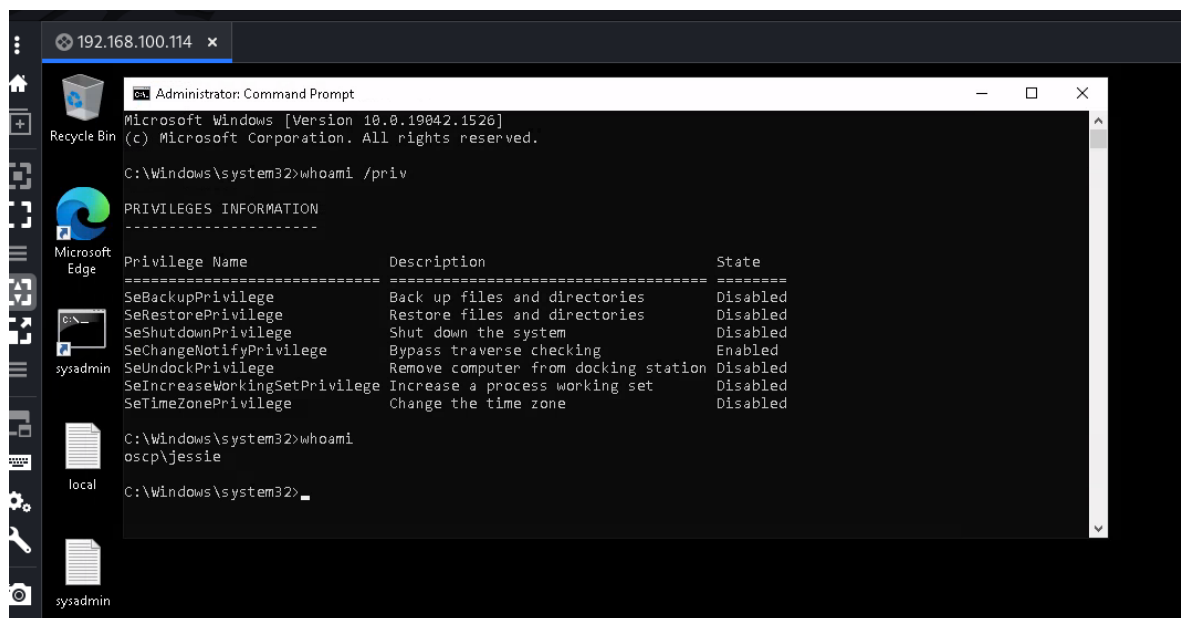 192.168.100.114 ×
Recycle Bin
Microsoft
Edge
sysadmin
local
sysadmin
Administrator: Command Prompt
Microsoft Windows [Version 10.0.19042.1526]
(c) Microsoft Corporation. All rights reserved.
C:\Windows\system32>whoami /priv
PRIVILEGES INFORMATION
----------------------
Privilege Name Description State
============================= ==================================== ========
SeBackupPrivilege Back up files and directories Disabled
SeRestorePrivilege Restore files and directories Disabled
SeShutdownPrivilege Shut down the system Disabled
SeChangeNotifyPrivilege Bypass traverse checking Enabled
SeUndockPrivilege Remove computer from docking station Disabled
SeIncreaseWorkingSetPrivilege Increase a process working set Disabled
SeTimeZonePrivilege Change the time zone Disabled
C:\Windows\system32>whoami
oscp\jessie
C:\Windows\system32>